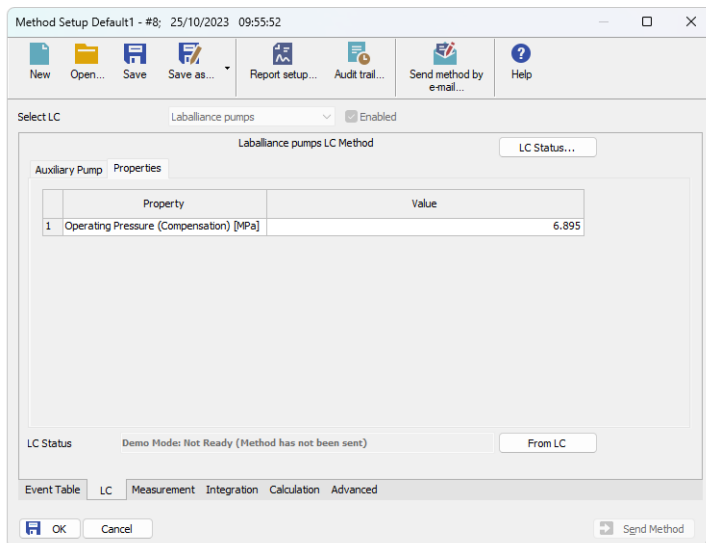 Method Setup Default1 - #8; 25/10/2023 09:55:52
New Open... Save Save as... Report setup... Audit trail... Send method by e-mail... Help
Select LC Laballiance pumps Enabled
Laballiance pumps LC Method LC Status...
Auxiliary Pump Properties
Property Value
1 Operating Pressure (Compensation) [MPa] 6.895
LC Status Demo Mode: Not Ready (Method has not been sent) From LC
Event Table LC Measurement Integration Calculation Advanced
OK Cancel Send Method